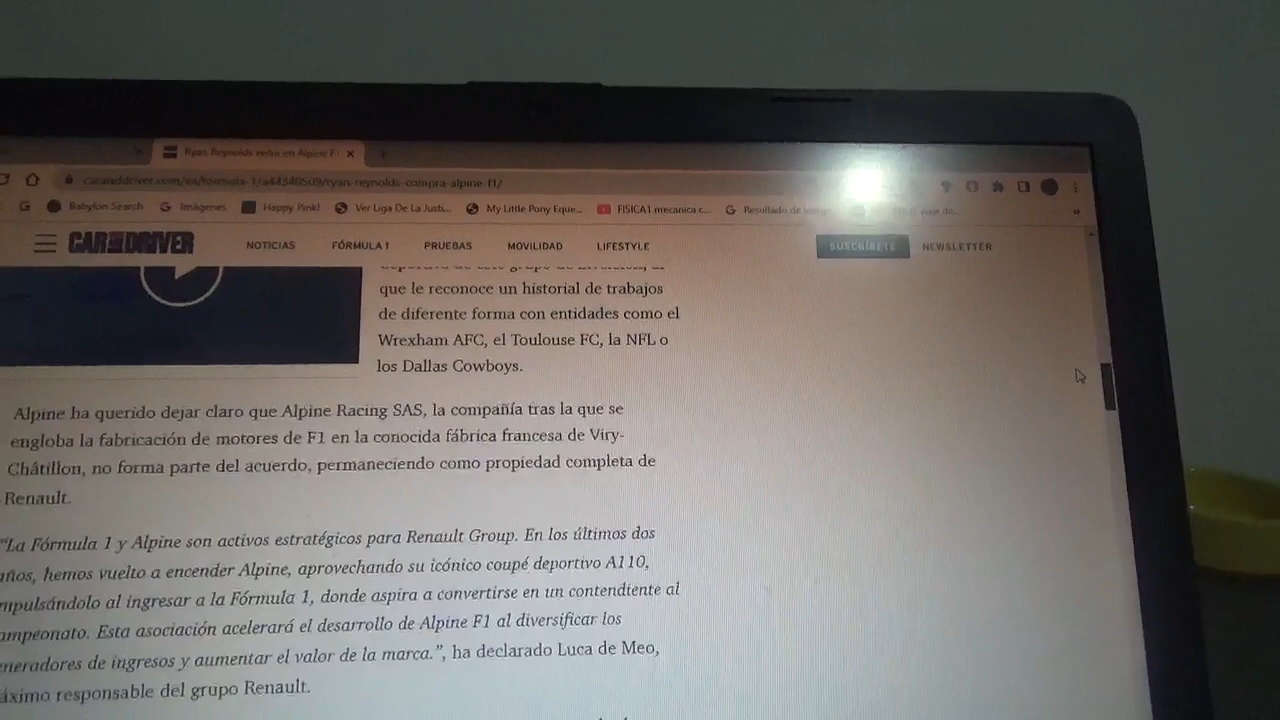 Ryan Reynolds entra en Alpine F
caranddriver.com/es/formula-1/a44340509/ryan-reynolds-compra-alpine-f1/
Babylon Search Imágenes Happy Pink! Ver Liga De La Justi... My Little Pony Eque... FISICA1 mecanica c... Resultado de
CAR AND DRIVER NOTICIAS FÓRMULA 1 PRUEBAS MOVILIDAD LIFESTYLE SUSCRÍBETE NEWSLETTER
que le reconoce un historial de trabajos
de diferente forma con entidades como el
Wrexham AFC, el Toulouse FC, la NFL o
los Dallas Cowboys.
Alpine ha querido dejar claro que Alpine Racing SAS, la compañía tras la que se
engloba la fabricación de motores de F1 en la conocida fábrica francesa de Viry-
Châtillon, no forma parte del acuerdo, permaneciendo como propiedad completa de
Renault.
“La Fórmula 1 y Alpine son activos estratégicos para Renault Group. En los últimos dos
años, hemos vuelto a encender Alpine, aprovechando su icónico coupé deportivo A110,
mpulsándolo al ingresar a la Fórmula 1, donde aspira a convertirse en un contendiente al
ampeonato. Esta asociación acelerará el desarrollo de Alpine F1 al diversificar los
eneradores de ingresos y aumentar el valor de la marca.”, ha declarado Luca de Meo,
áximo responsable del grupo Renault.